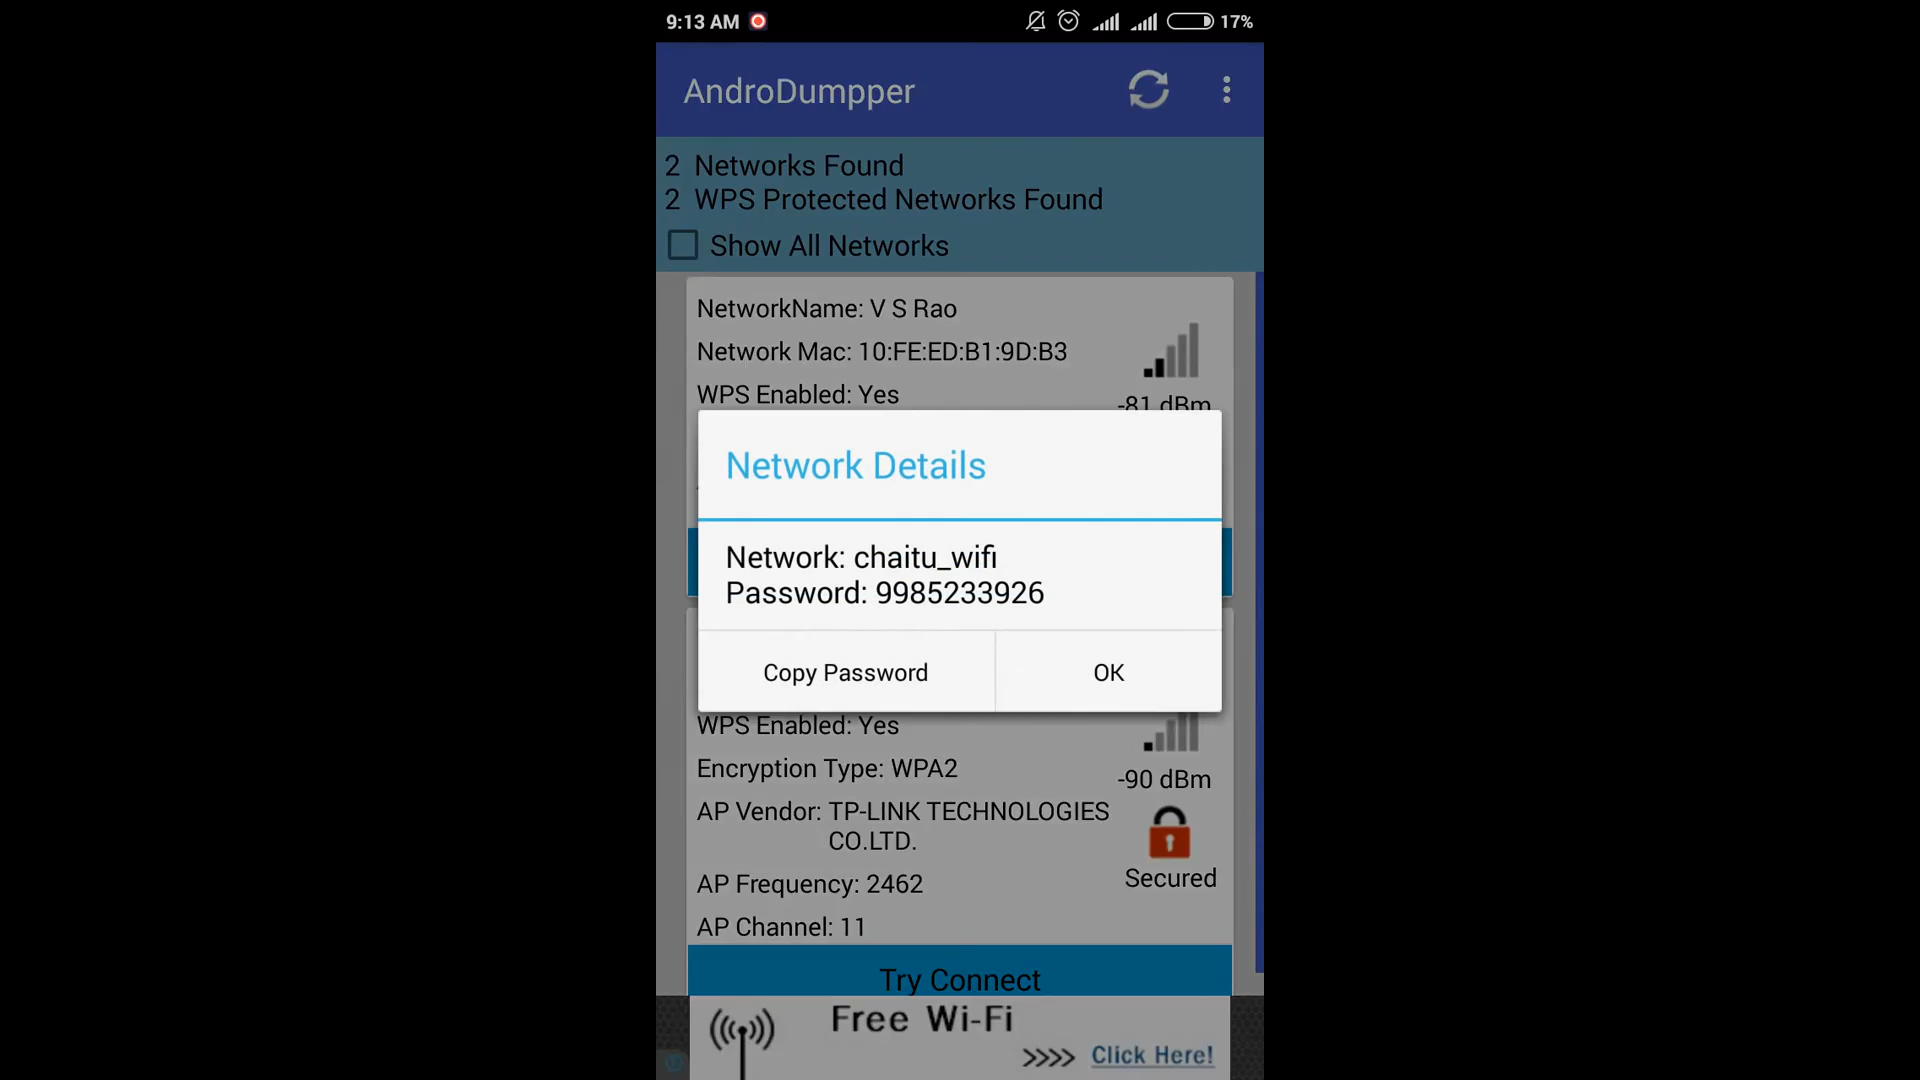 9:13 AM
17%
AndroDumpper
2 Networks Found
2 WPS Protected Networks Found
Show All Networks
NetworkName: V S Rao
Network Mac: 10:FE:ED:B1:9D:B3
WPS Enabled: Yes
-81 dBm
Network Details
Network: chaitu_wifi
Password: 9985233926
Copy Password
OK
WPS Enabled: Yes
Encryption Type: WPA2
-90 dBm
AP Vendor: TP-LINK TECHNOLOGIES
CO.LTD.
AP Frequency: 2462
Secured
AP Channel: 11
Try Connect
Free Wi-Fi
>>>> Click Here!